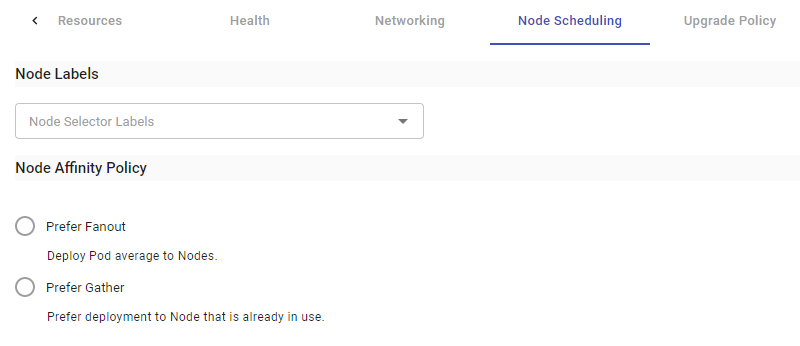 Resources Health Networking Node Scheduling Upgrade Policy
Node Labels
Node Selector Labels
Node Affinity Policy
Prefer Fanout
Deploy Pod average to Nodes.
Prefer Gather
Prefer deployment to Node that is already in use.